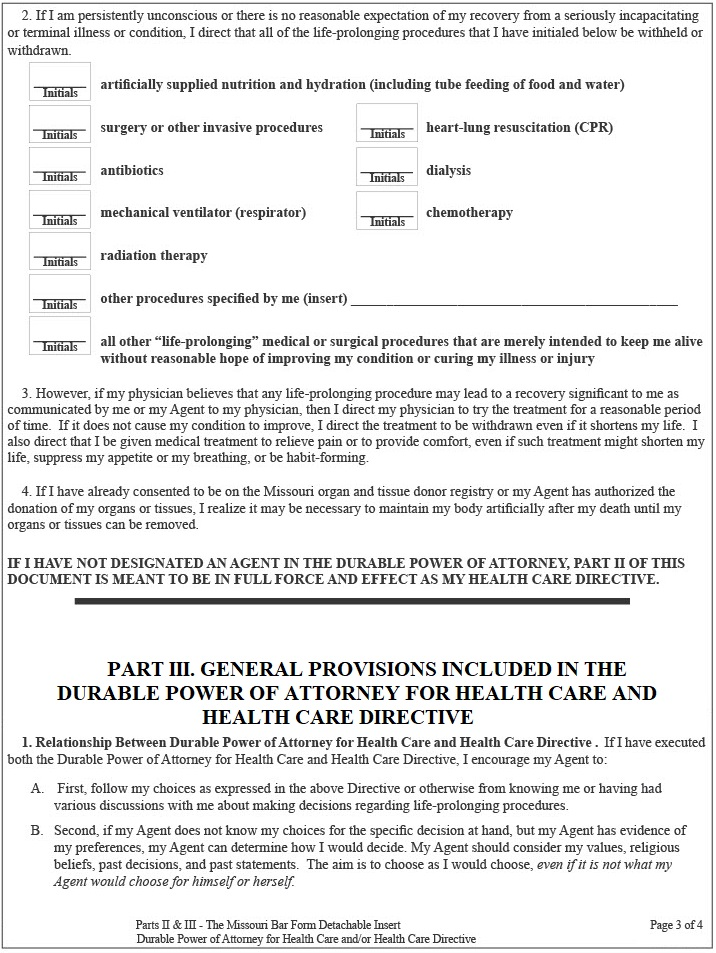 2. If I am persistently unconscious or there is no reasonable expectation of my recovery from a seriously incapacitating
or terminal illness or condition, I direct that all of the life-prolonging procedures that I have initialed below be withheld or
withdrawn.
Initials artificially supplied nutrition and hydration (including tube feeding of food and water)
Initials surgery or other invasive procedures Initials heart-lung resuscitation (CPR)
Initials antibiotics Initials dialysis
Initials mechanical ventilator (respirator) Initials chemotherapy
Initials radiation therapy
Initials other procedures specified by me (insert) ______________________________
Initials all other “life-prolonging” medical or surgical procedures that are merely intended to keep me alive
without reasonable hope of improving my condition or curing my illness or injury
3. However, if my physician believes that any life-prolonging procedure may lead to a recovery significant to me as
communicated by me or my Agent to my physician, then I direct my physician to try the treatment for a reasonable period
of time. If it does not cause my condition to improve, I direct the treatment to be withdrawn even if it shortens my life. I
also direct that I be given medical treatment to relieve pain or to provide comfort, even if such treatment might shorten my
life, suppress my appetite or my breathing, or be habit-forming.
4. If I have already consented to be on the Missouri organ and tissue donor registry or my Agent has authorized the
donation of my organs or tissues, I realize it may be necessary to maintain my body artificially after my death until my
organs or tissues can be removed.
IF I HAVE NOT DESIGNATED AN AGENT IN THE DURABLE POWER OF ATTORNEY, PART II OF THIS
DOCUMENT IS MEANT TO BE IN FULL FORCE AND EFFECT AS MY HEALTH CARE DIRECTIVE.
PART III. GENERAL PROVISIONS INCLUDED IN THE
DURABLE POWER OF ATTORNEY FOR HEALTH CARE AND
HEALTH CARE DIRECTIVE
1. Relationship Between Durable Power of Attorney for Health Care and Health Care Directive . If I have executed
both the Durable Power of Attorney for Health Care and Health Care Directive, I encourage my Agent to:
A. First, follow my choices as expressed in the above Directive or otherwise from knowing me or having had
various discussions with me about making decisions regarding life-prolonging procedures.
B. Second, if my Agent does not know my choices for the specific decision at hand, but my Agent has evidence of
my preferences, my Agent can determine how I would decide. My Agent should consider my values, religious
beliefs, past decisions, and past statements. The aim is to choose as I would choose, even if it is not what my
Agent would choose for himself or herself.
Parts II & III - The Missouri Bar Form Detachable Insert Page 3 of 4
Durable Power of Attorney for Health Care and/or Health Care Directive